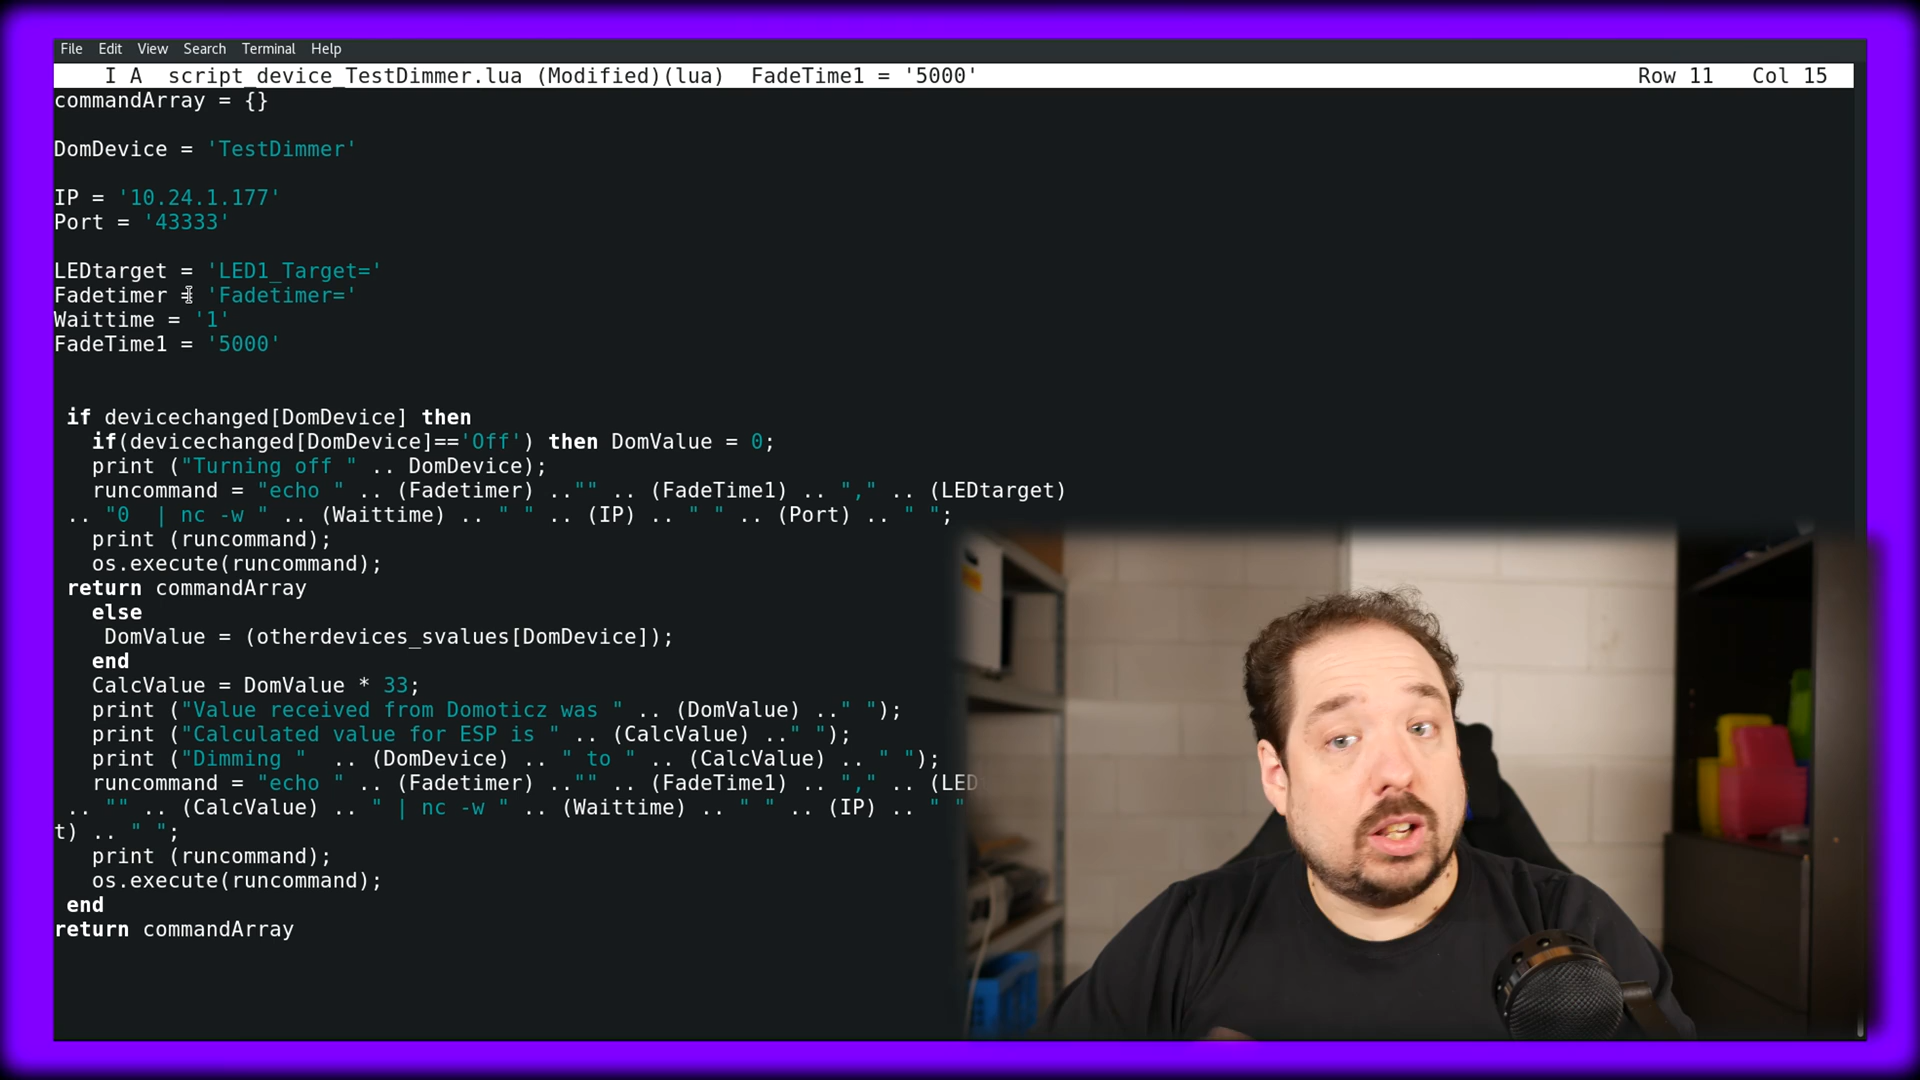 File Edit View Search Terminal Help
I A script_device_TestDimmer.lua (Modified)(lua) FadeTime1 = '5000' Row 11 Col 15
commandArray = {}
DomDevice = 'TestDimmer'
IP = '10.24.1.177'
Port = '43333'
LEDtarget = 'LED1_Target='
Fadetimer = 'Fadetimer='
Waittime = '1'
FadeTime1 = '5000'
if devicechanged[DomDevice] then
if(devicechanged[DomDevice]=='Off') then DomValue = 0;
print ("Turning off " .. DomDevice);
runcommand = "echo " .. (Fadetimer) .."" .. (FadeTime1) .. "," .. (LEDtarget)
.. "0  | nc -w " .. (Waittime) .. " " .. (IP) .. " " .. (Port) .. " ";
print (runcommand);
os.execute(runcommand);
return commandArray
else
DomValue = (otherdevices_svalues[DomDevice]);
end
CalcValue = DomValue * 33;
print ("Value received from Domoticz was " .. (DomValue) .." ");
print ("Calculated value for ESP is " .. (CalcValue) .." ");
print ("Dimming "  .. (DomDevice) .. " to " .. (CalcValue) .. " ");
runcommand = "echo " .. (Fadetimer) .."" .. (FadeTime1) .. "," .. (LED
.. "" .. (CalcValue) .. " | nc -w " .. (Waittime) .. " " .. (IP) .. " "
t) .. " ";
print (runcommand);
os.execute(runcommand);
end
return commandArray